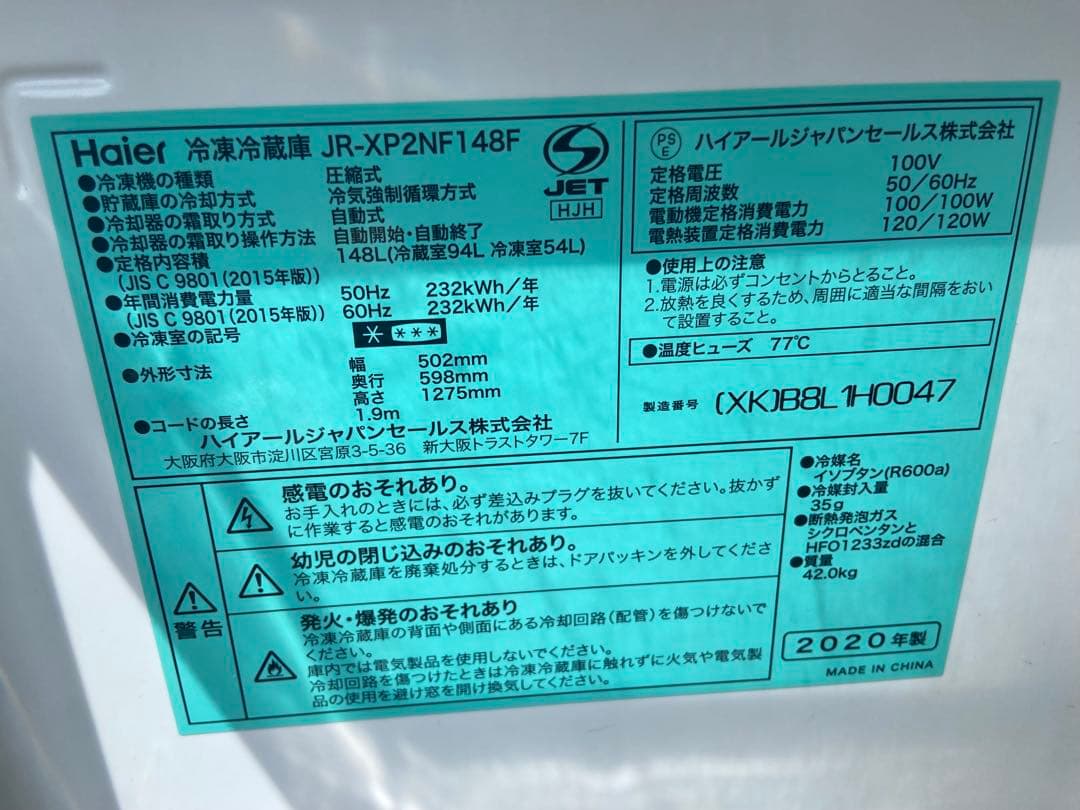 Haier 冷凍冷蔵庫 JR-XP2NF148F
●冷凍機の種類 圧縮式
●貯蔵庫の冷却方式 冷気強制循環方式
●冷却器の霜取り方式 自動式
●冷却器の霜取り操作方法 自動開始・自動終了
●定格内容積 148L(冷蔵室94L 冷凍室54L)
(JIS C 9801(2015年版))
●年間消費電力量 50Hz 232kWh/年
(JIS C 9801(2015年版)) 60Hz 232kWh/年
●冷凍室の記号 * ***
●外形寸法 幅 502mm
奥行 598mm
高さ 1275mm
●コードの長さ 1.9m
ハイアールジャパンセールス株式会社
大阪府大阪市淀川区宮原3-5-36 新大阪トラストタワー7F
S
JET
HJH
PS
E
ハイアールジャパンセールス株式会社
定格電圧 100V
定格周波数 50/60Hz
電動機定格消費電力 100/100W
電熱装置定格消費電力 120/120W
●使用上の注意
1.電源は必ずコンセントからとること。
2.放熱を良くするため、周囲に適当な間隔をおい
て設置すること。
●温度ヒューズ 77℃
製造番号 (XK)B8L1H0047
警告
感電のおそれあり。
お手入れのときには、必ず差込みプラグを抜いてください。抜かず
に作業すると感電のおそれがあります。
幼児の閉じ込みのおそれあり。
冷凍冷蔵庫を廃棄処分するときは、ドアパッキンを外してくださ
い。
発火・爆発のおそれあり
冷凍冷蔵庫の背面や側面にある冷却回路(配管)を傷つけないで
ください。
庫内では電気製品を使用しないでください。
冷却回路を傷つけたときは冷凍冷蔵庫に触れずに火気や電気製
品の使用を避け窓を開け換気してください。
●冷媒名
イソブタン(R600a)
●冷媒封入量
35g
●断熱発泡ガス
シクロペンタンと
HFO1233zdの混合
●質量
42.0kg
2020年製
MADE IN CHINA